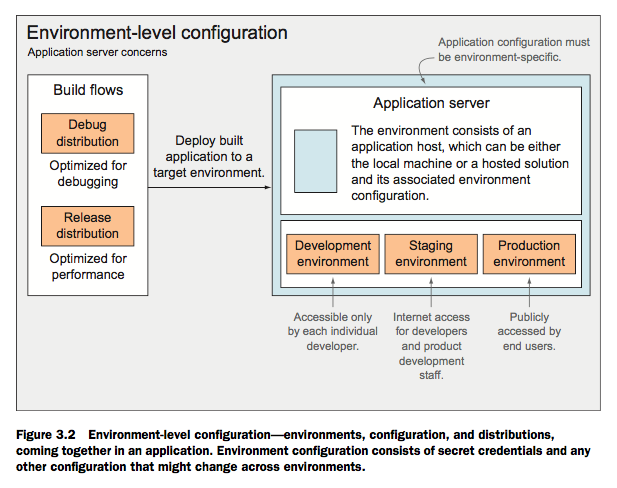 Environment-level configuration
Application server concerns
Application configuration must
be environment-specific.
Build flows
Debug
distribution
Optimized for
debugging
Release
distribution
Optimized for
performance
Deploy built
application to a
target environment.
Application server
The environment consists of an
application host, which can be either
the local machine or a hosted solution
and its associated environment
configuration.
Development
environment
Staging
environment
Production
environment
Accessible only
by each individual
developer.
Internet access
for developers
and product
development
staff.
Publicly
accessed by
end users.
Figure 3.2 Environment-level configuration—environments, configuration, and distributions,
coming together in an application. Environment configuration consists of secret credentials and any
other configuration that might change across environments.